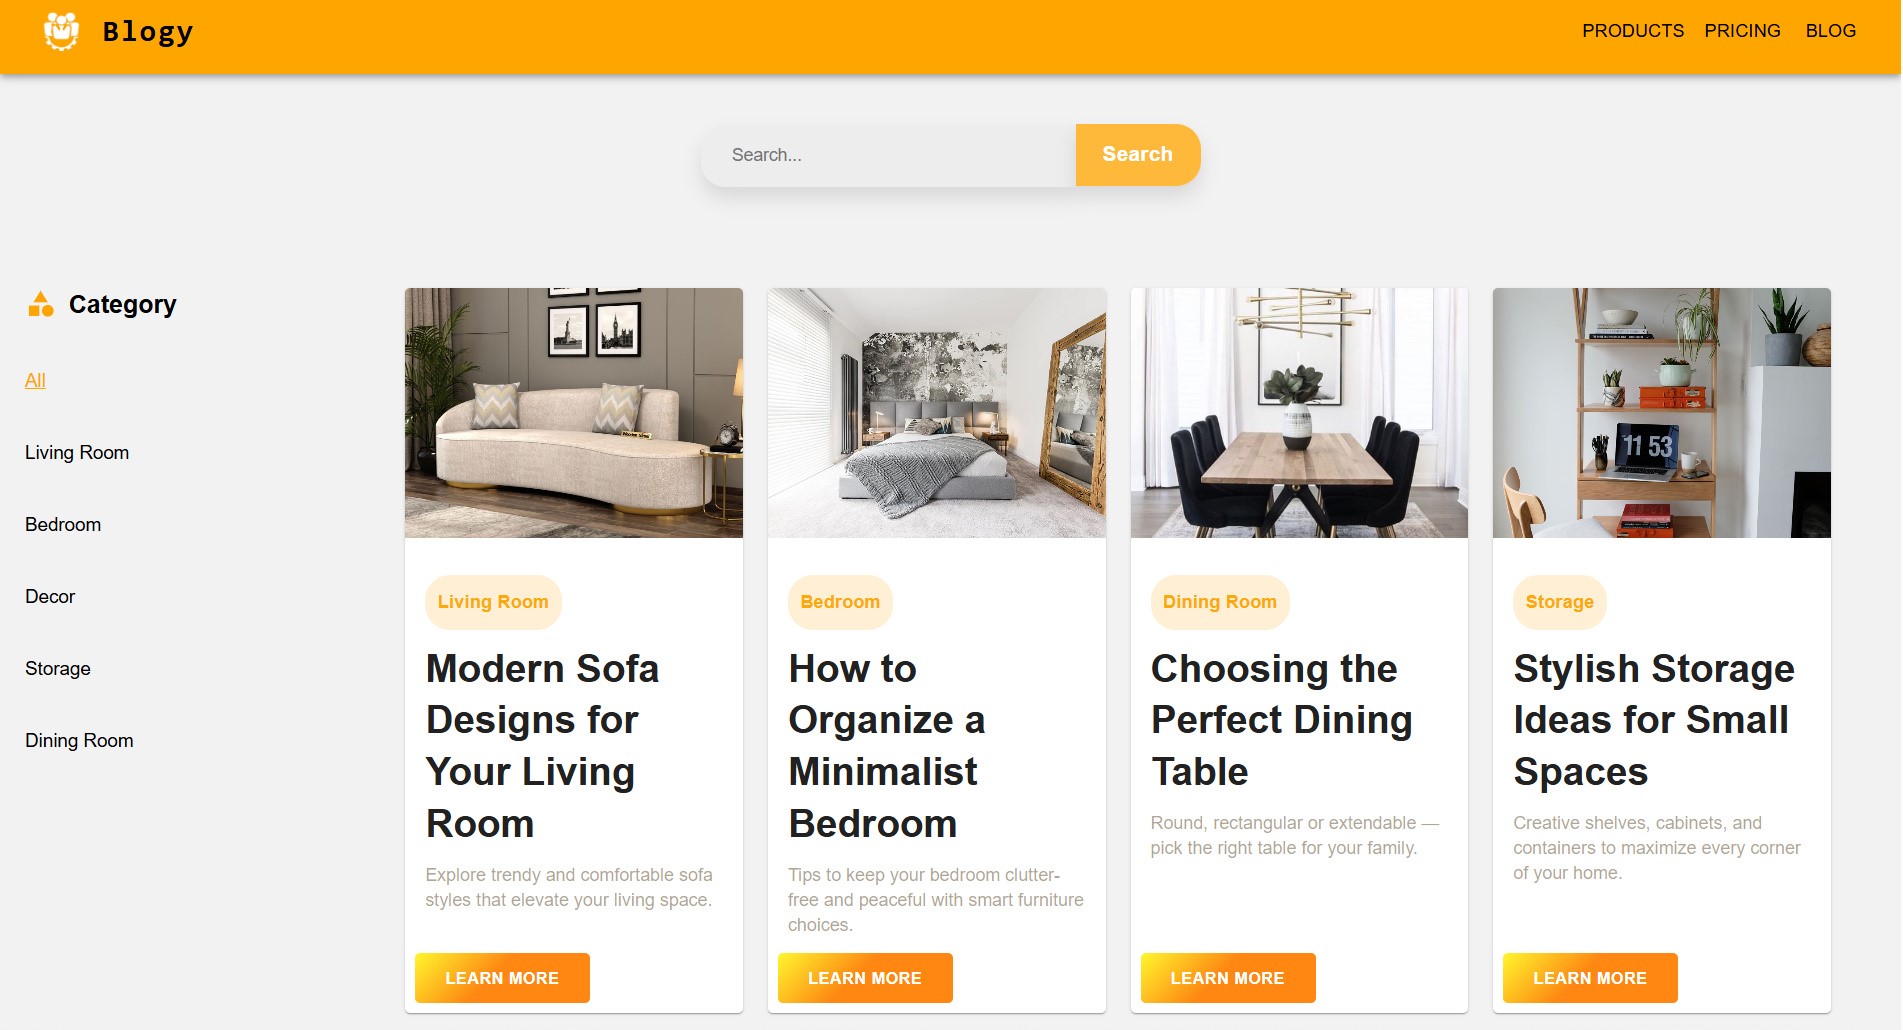 Blogy
PRODUCTS
PRICING
BLOG
Search...
Search
Category
All
Living Room
Bedroom
Decor
Storage
Dining Room
Living Room
Modern Sofa
Designs for
Your Living
Room
Explore trendy and comfortable sofa
styles that elevate your living space.
LEARN MORE
Bedroom
How to
Organize a
Minimalist
Bedroom
Tips to keep your bedroom clutter-
free and peaceful with smart furniture
choices.
LEARN MORE
Dining Room
Choosing the
Perfect Dining
Table
Round, rectangular or extendable —
pick the right table for your family.
LEARN MORE
11 53
Storage
Stylish Storage
Ideas for Small
Spaces
Creative shelves, cabinets, and
containers to maximize every corner
of your home.
LEARN MORE